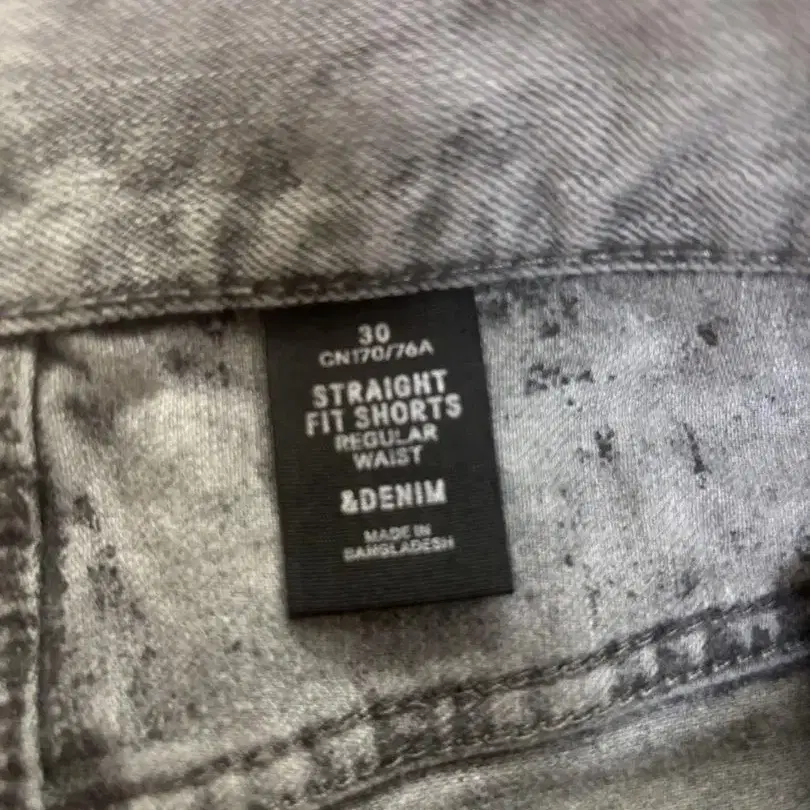 30
CN170/76A
STRAIGHT
FIT SHORTS
REGULAR
WAIST
&DENIM
MADE IN
BANGLADESH